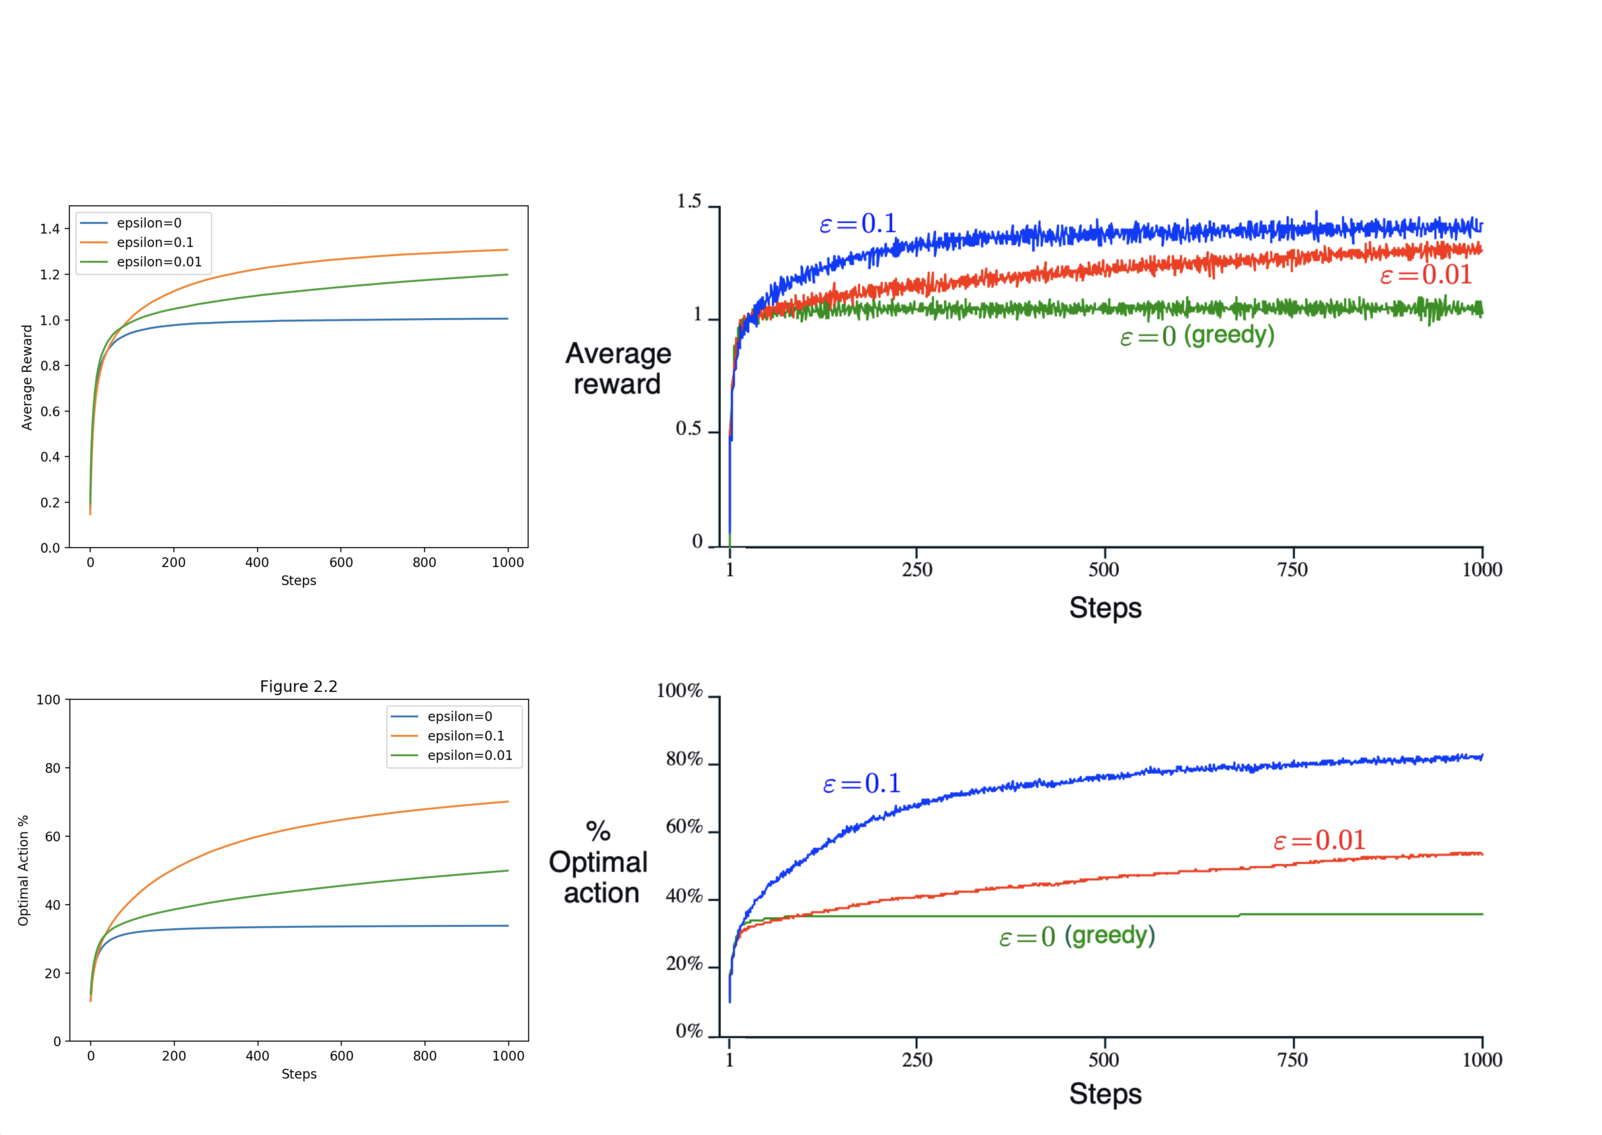 epsilon=0
epsilon=0.1
epsilon=0.01
1.4
1.2
1.0
0.8
0.6
0.4
0.2
0.0
Average Reward
0 200 400 600 800 1000
Steps
1.5
1
0.5
0
Average
reward
ε=0.1
ε=0.01
ε=0 (greedy)
1 250 500 750 1000
Steps
Figure 2.2
epsilon=0
epsilon=0.1
epsilon=0.01
100
80
60
40
20
0
Optimal Action %
0 200 400 600 800 1000
Steps
100%
80%
60%
40%
20%
0%
%
Optimal
action
ε=0.1
ε=0.01
ε=0 (greedy)
1 250 500 750 1000
Steps